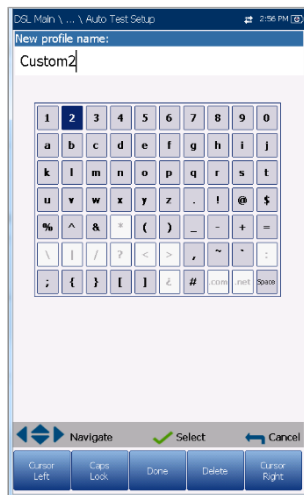 DSL Main \ ... \ Auto Test Setup 2:56 PM
New profile name:
Custom2
1 2 3 4 5 6 7 8 9 0
a b c d e f g h i j
k l m n o p q r s t
u v w x y z . ! @ $
% ^ & * ( ) _ - + =
\ | / ? < > , ~ ` :
; { } [ ] ¿ # .com .net Space
Navigate Select Cancel
Cursor Left Caps Lock Done Delete Cursor Right